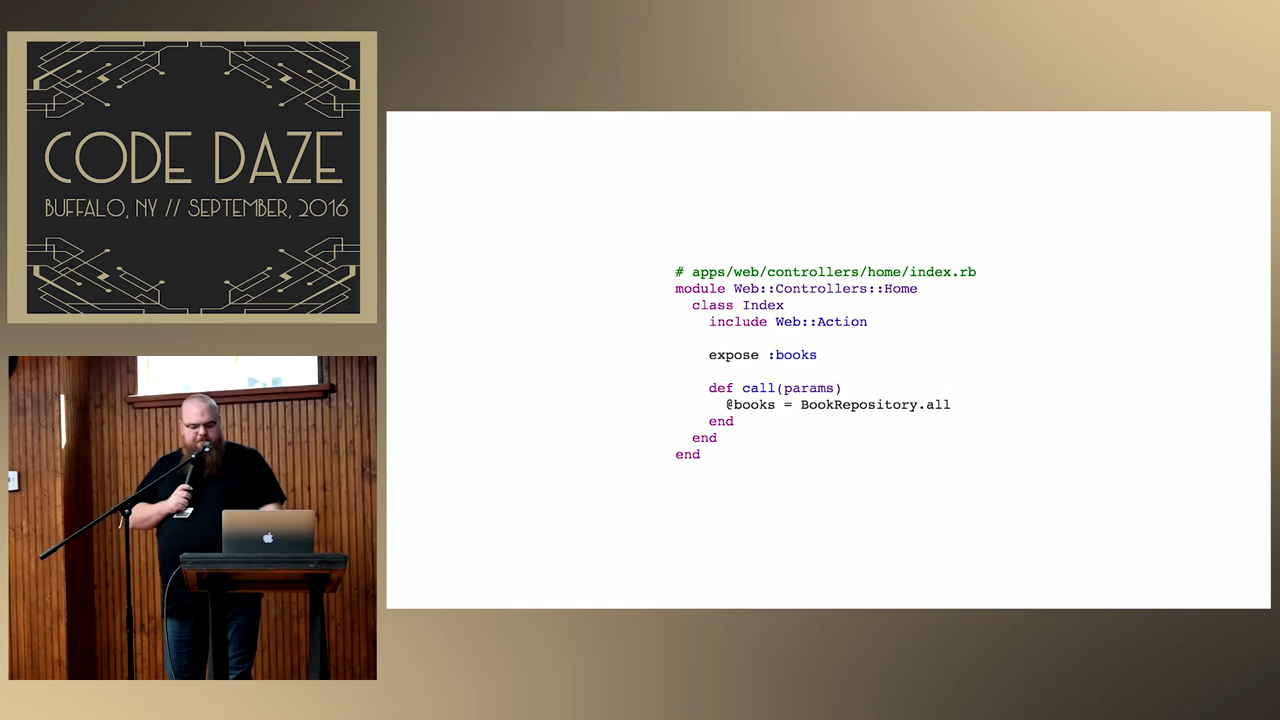 CODE DAZE
BUFFALO, NY // SEPTEMBER, 2016
# apps/web/controllers/home/index.rb
module Web::Controllers::Home
class Index
include Web::Action
expose :books
def call(params)
@books = BookRepository.all
end
end
end